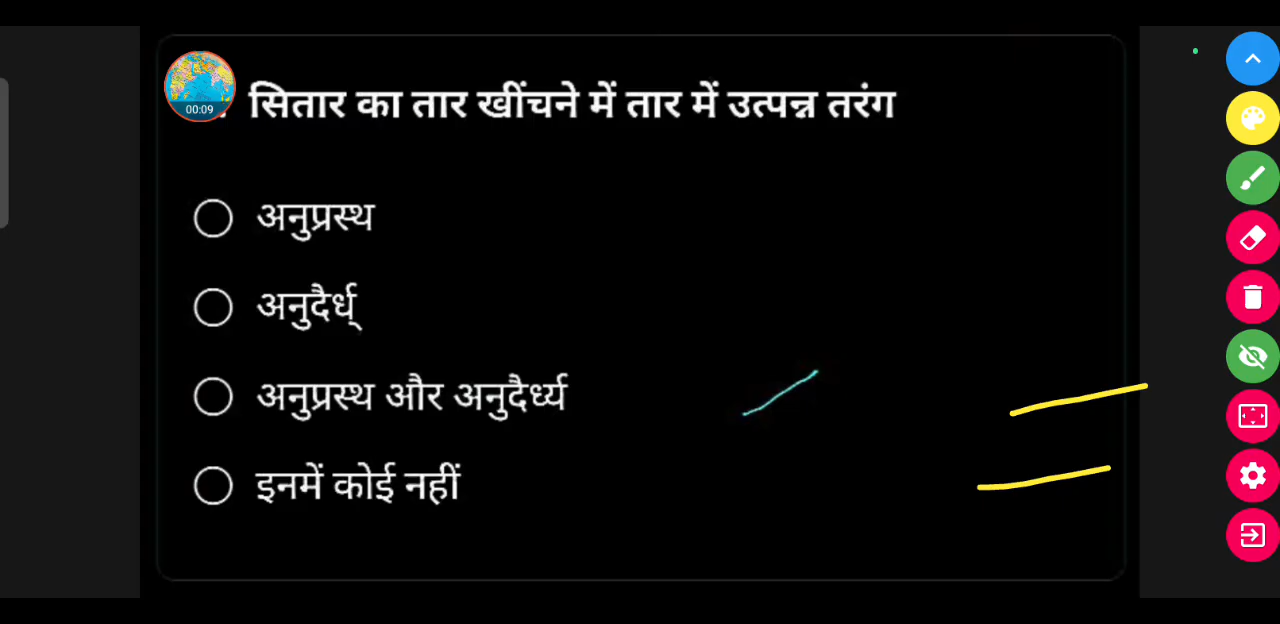 00:09
सितार का तार खींचने में तार में उत्पन्न तरंग
अनुप्रस्थ
अनुदैर्ध्
अनुप्रस्थ और अनुदैर्ध्य
इनमें कोई नहीं